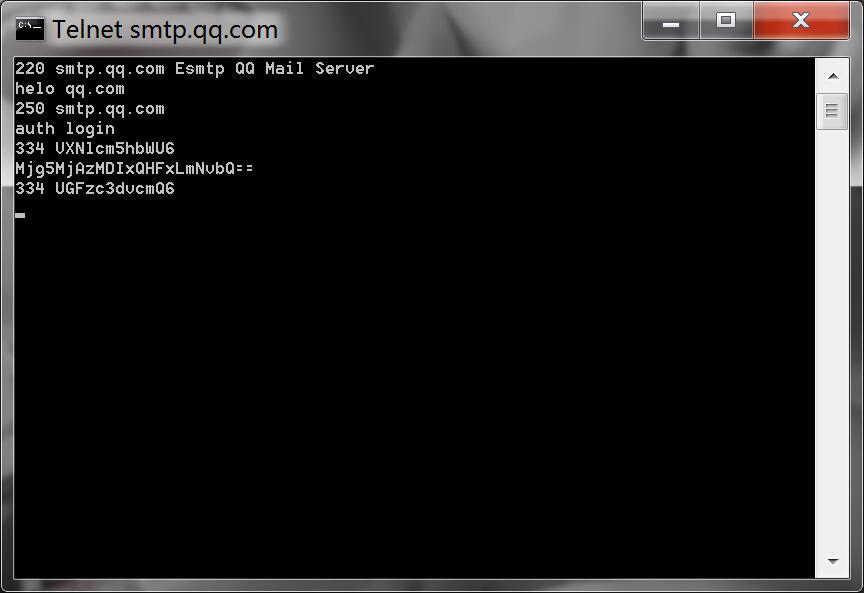 Telnet smtp.qq.com
220 smtp.qq.com Esmtp QQ Mail Server
helo qq.com
250 smtp.qq.com
auth login
334 VXNlcm5hbWU6
Mjg5MjAzMDIxQHFxLmNvbQ==
334 UGFzc3dvcmQ6